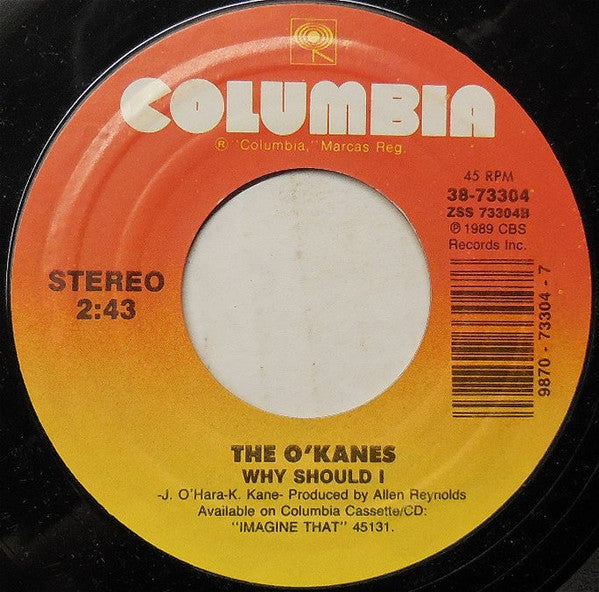 COLUMBIA
® "Columbia," Marcas Reg.
45 RPM
38-73304
ZSS 73304B
℗ 1989 CBS
Records Inc.
STEREO
2:43
9870 - 73304 - 7
THE O'KANES
WHY SHOULD I
-J. O'Hara-K. Kane- Produced by Allen Reynolds
Available on Columbia Cassette/CD:
"IMAGINE THAT" 45131.